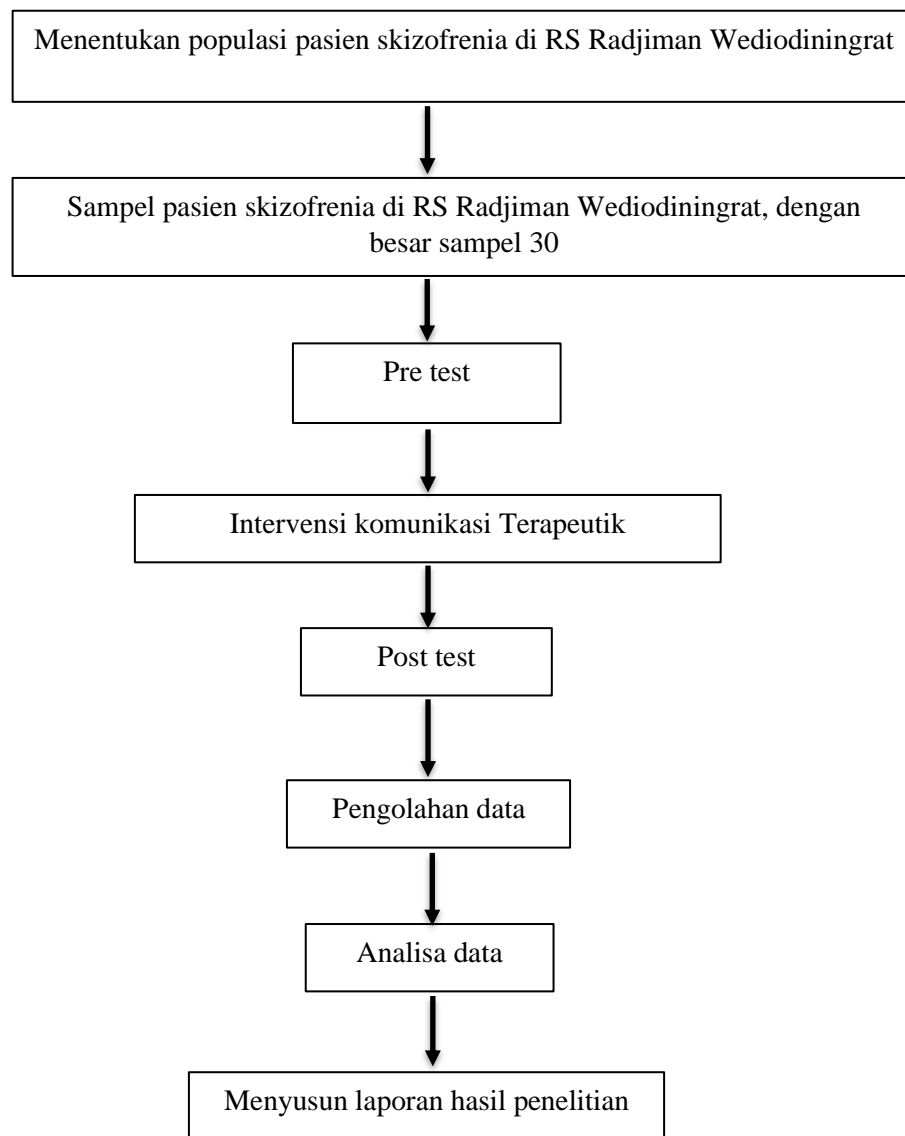 Menentukan populasi pasien skizofrenia di RS Radjiman Wediodiningrat
Sampel pasien skizofrenia di RS Radjiman Wediodiningrat, dengan
besar sampel 30
Pre test
Intervensi komunikasi Terapeutik
Post test
Pengolahan data
Analisa data
Menyusun laporan hasil penelitian